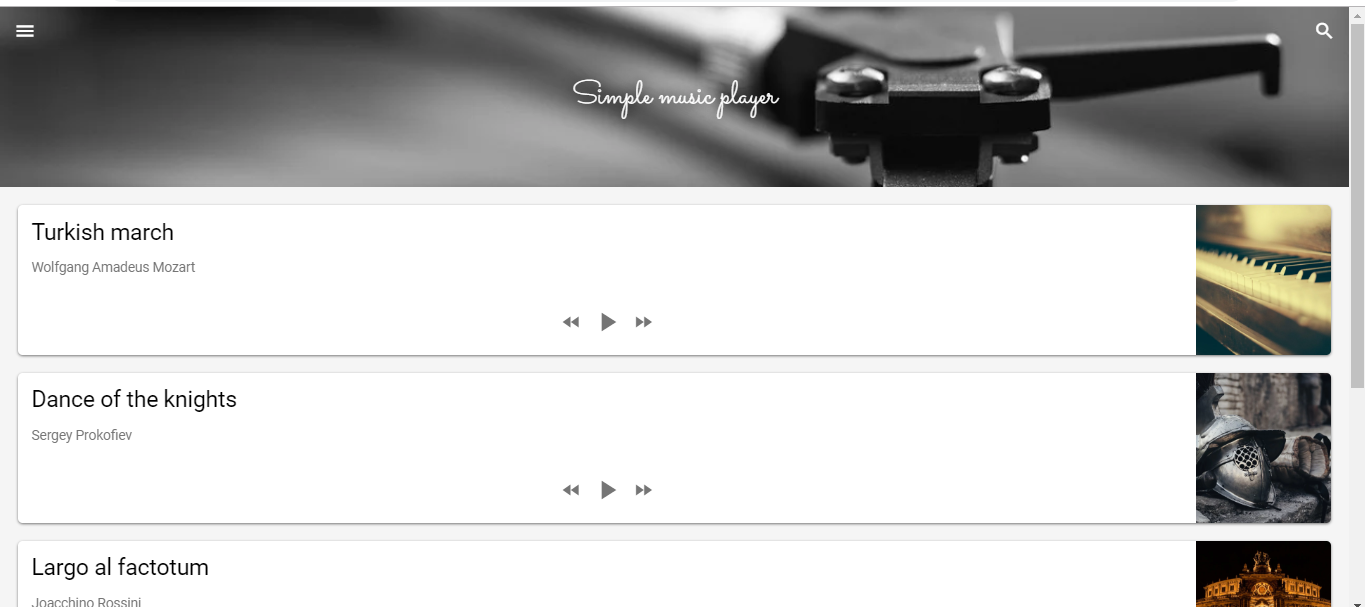 Simple music player
Turkish march
Wolfgang Amadeus Mozart
Dance of the knights
Sergey Prokofiev
Largo al factotum
Joacchino Rossini